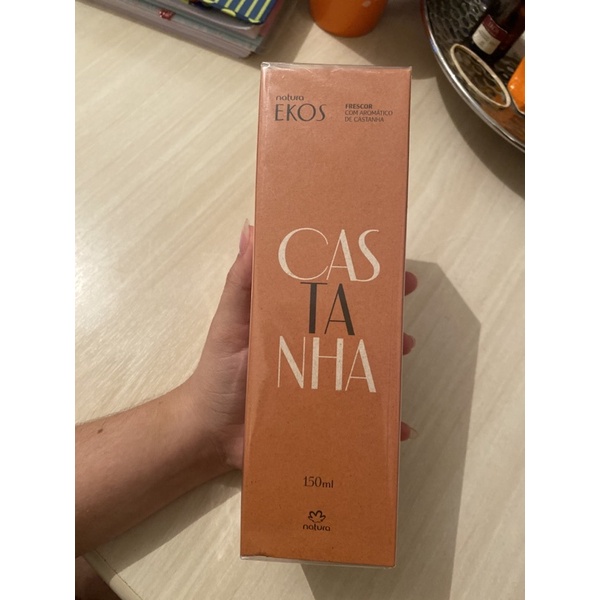 natura
EKOS
FRESCOR
COM AROMÁTICO
DE CASTANHA
CAS
TA
NHA
150ml
natura